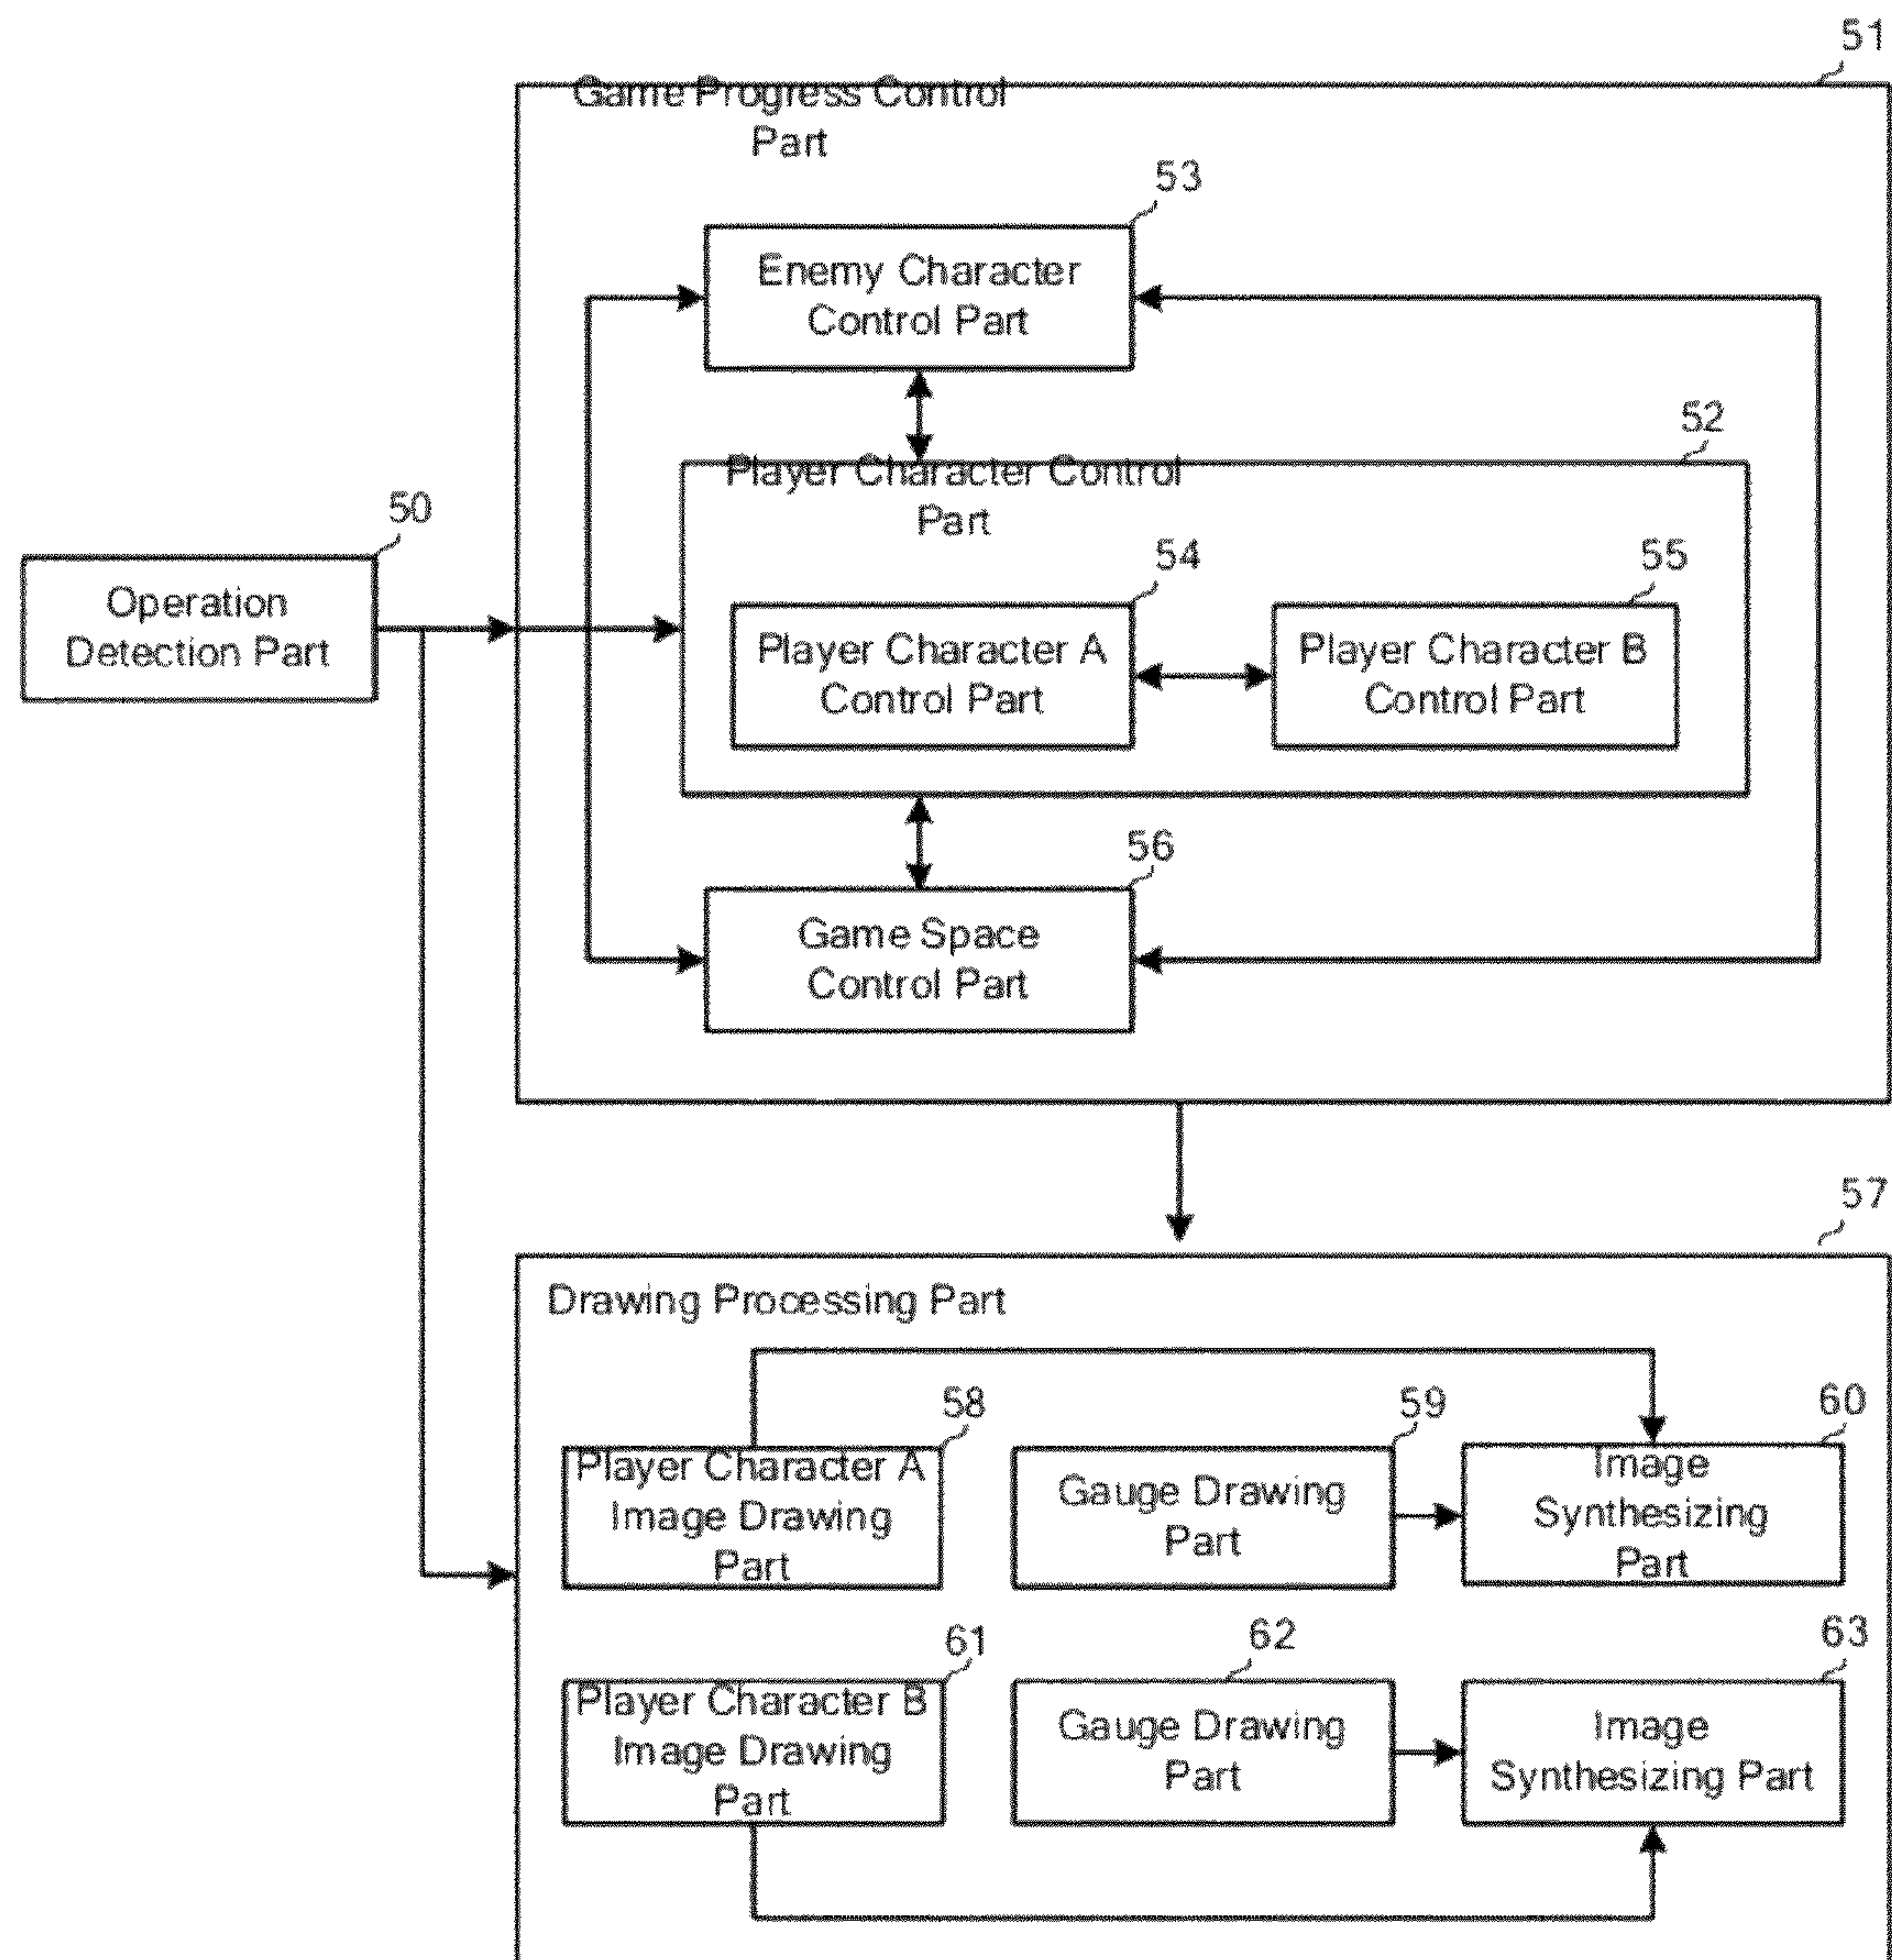 51
Game Progress Control
Part
53
Enemy Character
Control Part
52
Player Character Control
Part
50
Operation
Detection Part
54
Player Character A
Control Part
55
Player Character B
Control Part
56
Game Space
Control Part
57
Drawing Processing Part
58
Player Character A
Image Drawing
Part
59
Gauge Drawing
Part
60
Image
Synthesizing
Part
61
Player Character B
Image Drawing
Part
62
Gauge Drawing
Part
63
Image
Synthesizing Part